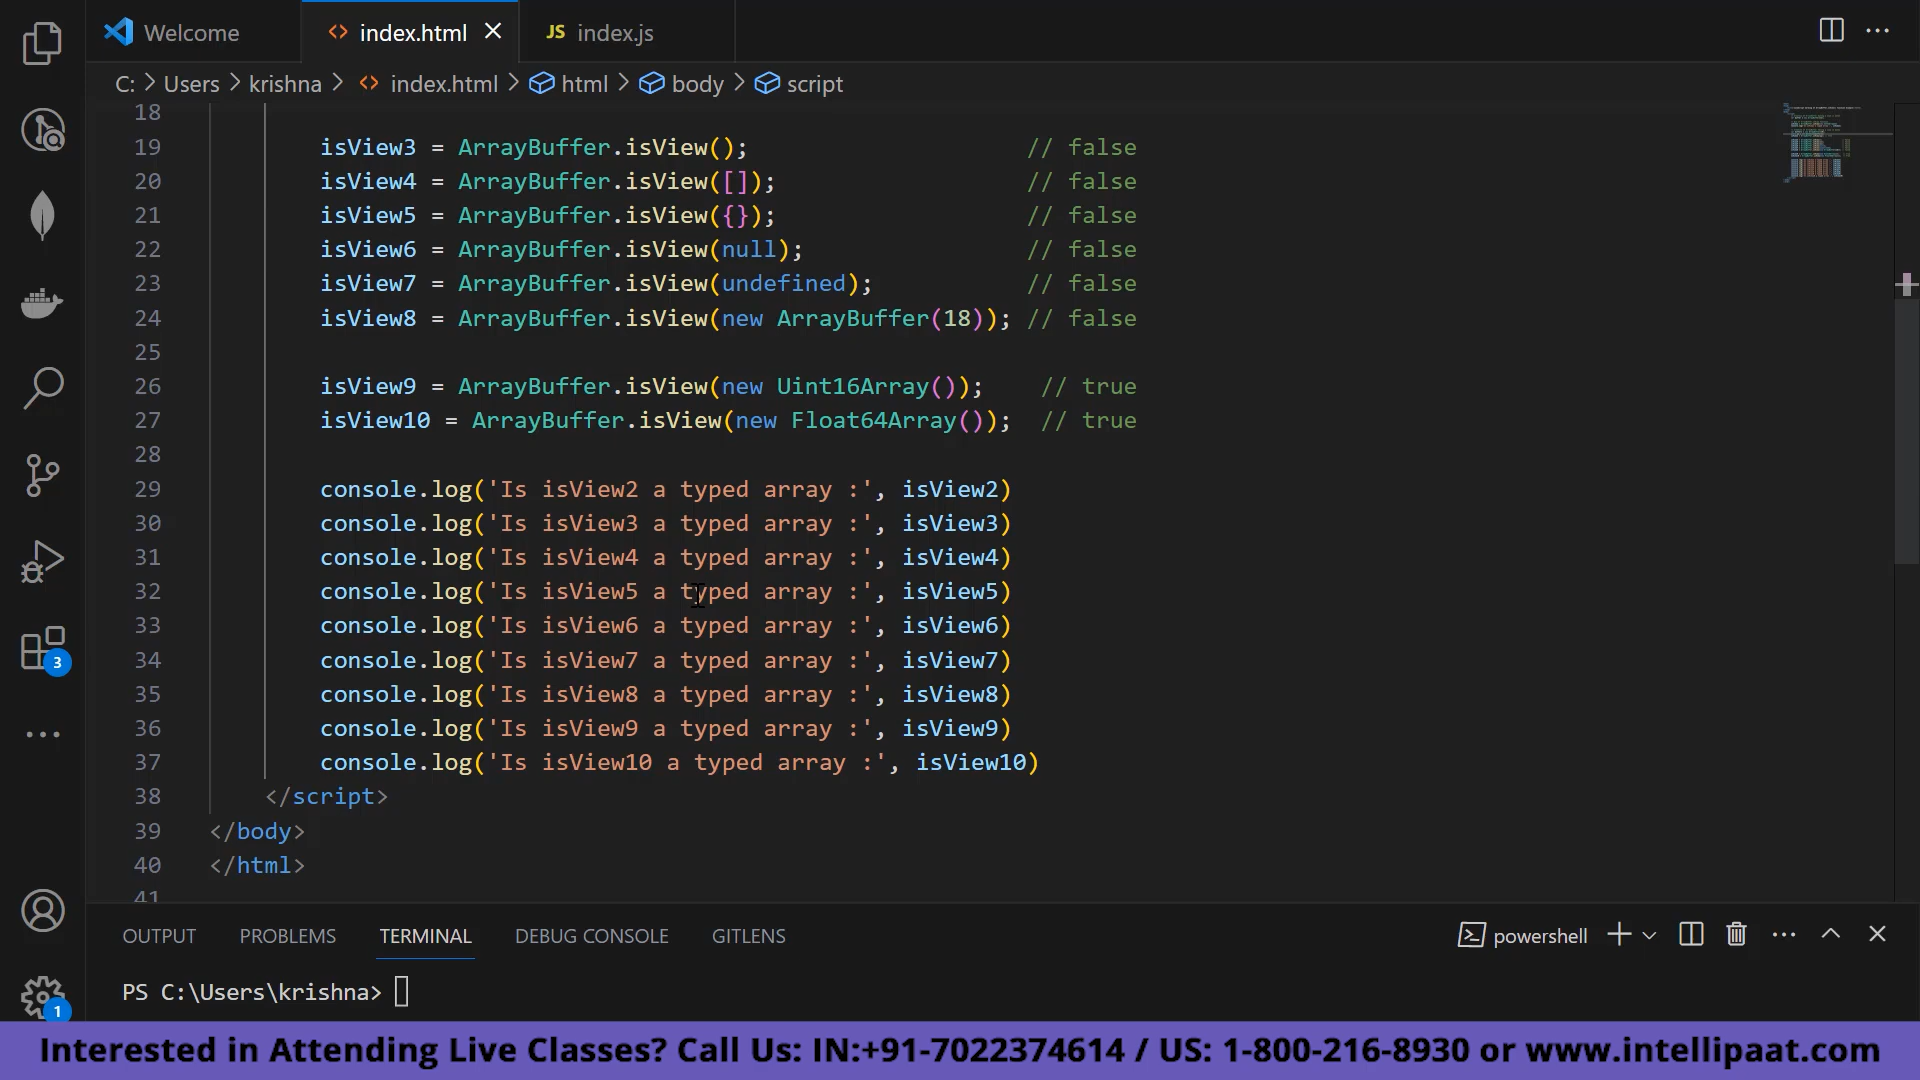 Welcome
index.html
JS index.js
C: > Users > krishna > index.html > html > body > script
18
19 isView3 = ArrayBuffer.isView(); // false
20 isView4 = ArrayBuffer.isView([]); // false
21 isView5 = ArrayBuffer.isView({}); // false
22 isView6 = ArrayBuffer.isView(null); // false
23 isView7 = ArrayBuffer.isView(undefined); // false
24 isView8 = ArrayBuffer.isView(new ArrayBuffer(18)); // false
25
26 isView9 = ArrayBuffer.isView(new Uint16Array()); // true
27 isView10 = ArrayBuffer.isView(new Float64Array()); // true
28
29 console.log('Is isView2 a typed array :', isView2)
30 console.log('Is isView3 a typed array :', isView3)
31 console.log('Is isView4 a typed array :', isView4)
32 console.log('Is isView5 a typed array :', isView5)
33 console.log('Is isView6 a typed array :', isView6)
34 console.log('Is isView7 a typed array :', isView7)
35 console.log('Is isView8 a typed array :', isView8)
36 console.log('Is isView9 a typed array :', isView9)
37 console.log('Is isView10 a typed array :', isView10)
38 </script>
39 </body>
40 </html>
41
3
OUTPUT PROBLEMS TERMINAL DEBUG CONSOLE GITLENS
powershell
PS C:\Users\krishna>
1
Interested in Attending Live Classes? Call Us: IN:+91-7022374614 / US: 1-800-216-8930 or www.intellipaat.com